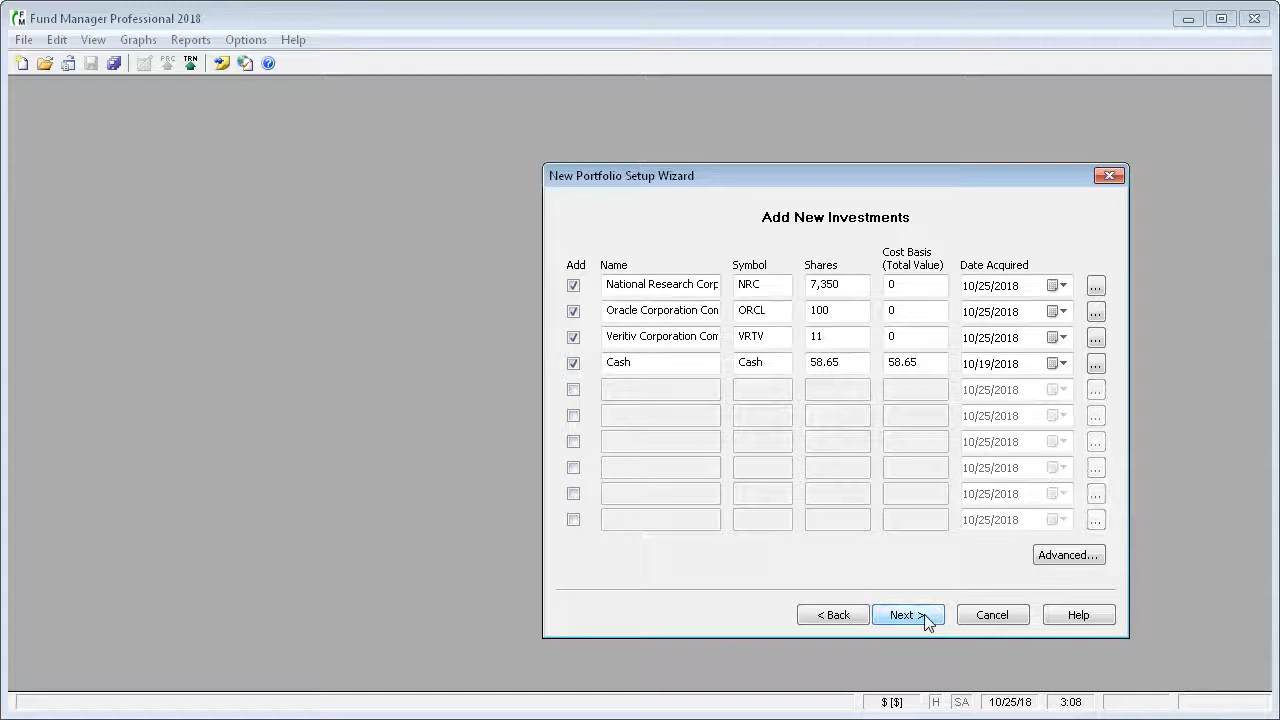 Fund Manager Professional 2018
File Edit View Graphs Reports Options Help
PRC TRN
New Portfolio Setup Wizard
Add New Investments
Add Name Symbol Shares Cost Basis (Total Value) Date Acquired
National Research Corp NRC 7,350 0 10/25/2018 ...
Oracle Corporation Con ORCL 100 0 10/25/2018 ...
Veritiv Corporation Com VRTV 11 0 10/25/2018 ...
Cash Cash 58.65 58.65 10/19/2018 ...
10/25/2018 ...
10/25/2018 ...
10/25/2018 ...
10/25/2018 ...
10/25/2018 ...
10/25/2018 ...
Advanced...
< Back Next > Cancel Help
$ [$] H SA 10/25/18 3:08